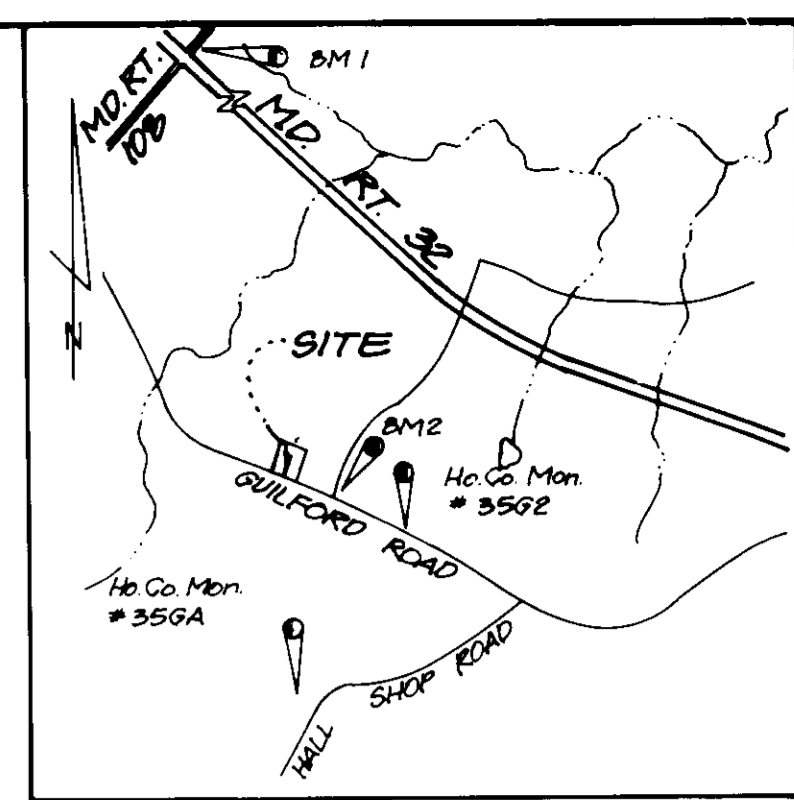 BM 1
MD. RT.
108
MD. RT. 32
N
SITE
BM2
Ho. Co. Mon.
# 35G2
GUILFORD ROAD
Ho. Co. Mon.
# 35GA
HALL SHOP ROAD